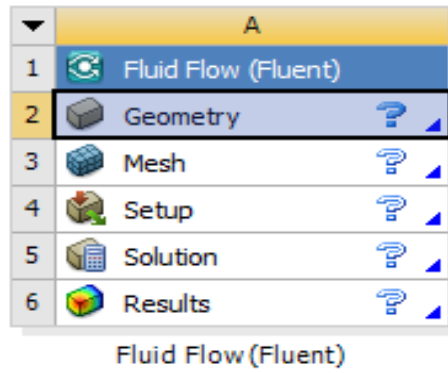 A
1 Fluid Flow (Fluent)
2 Geometry ?
3 Mesh ?
4 Setup ?
5 Solution ?
6 Results ?
Fluid Flow (Fluent)